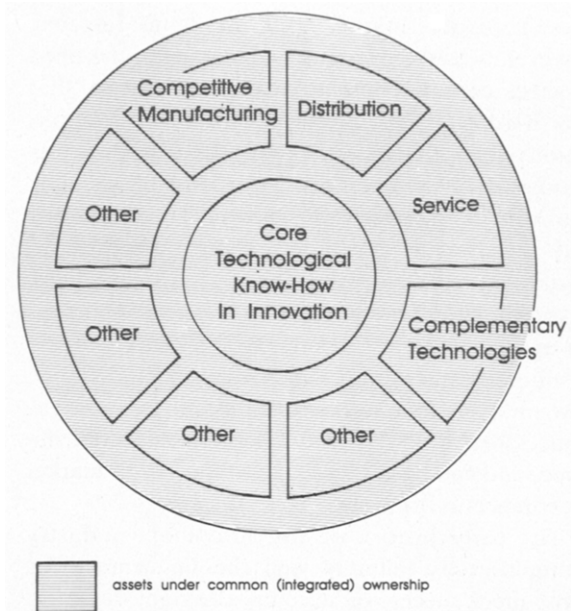 Competitive
Manufacturing
Distribution
Other
Service
Core
Technological
Know-How
In Innovation
Other
Complementary
Technologies
Other
Other
assets under common (integrated) ownership